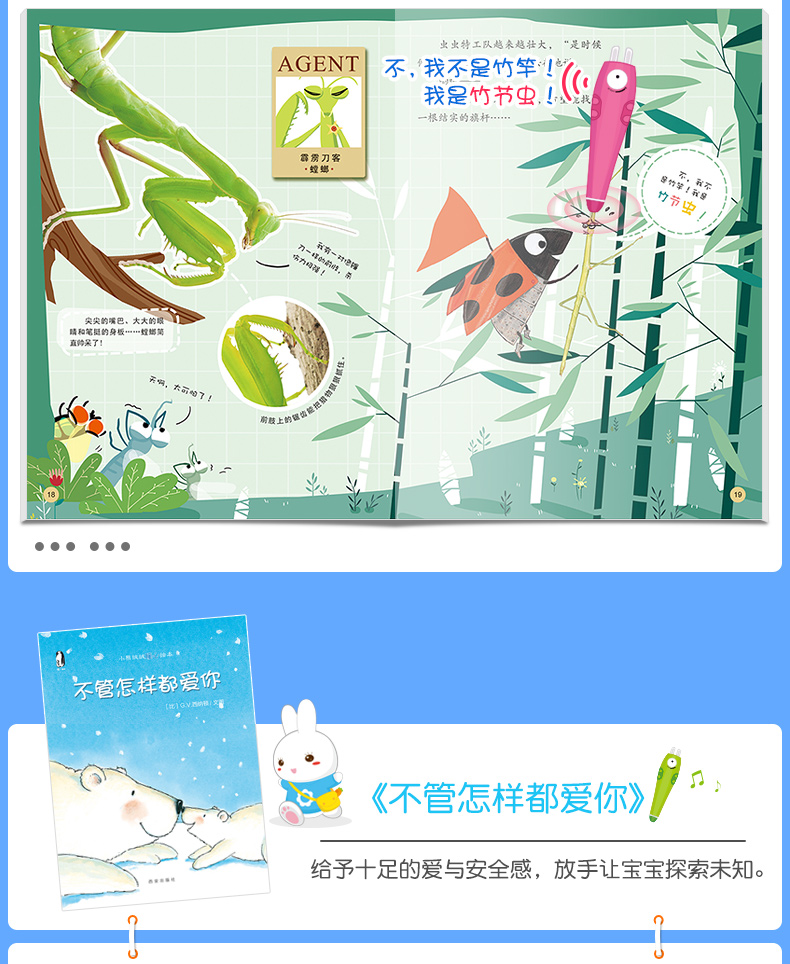 虫虫特工队越来越壮大，“是时候
不，我不是竹竿！
我是竹节虫！
一根结实的旗杆……
AGENT
霹雳刀客
·螳螂·
不，我不
是竹竿！我是
竹节虫！
我有一对像镰
刀一样的前肢，杀
伤力极强！
尖尖的嘴巴、大大的眼
睛和笔挺的身板……螳螂简
直帅呆了！
前肢上的锯齿能把猎物狠狠抓住。
天啊，太可怕了！
18
19
不管怎样都爱你
《不管怎样都爱你》
给予十足的爱与安全感，放手让宝宝探索未知。